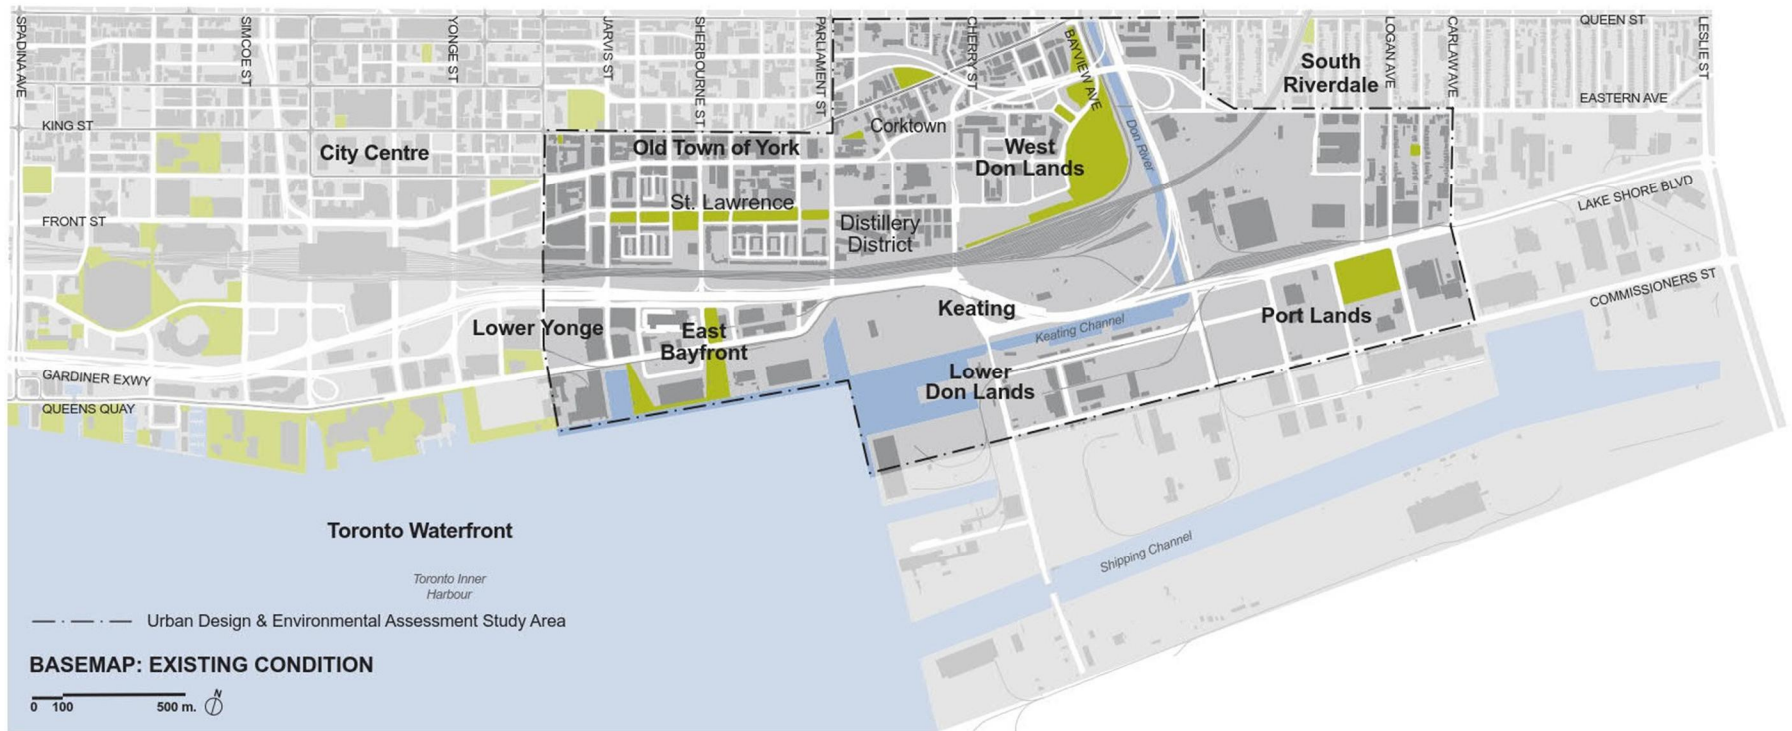 SPADINA AVE
SIMCOE ST
YONGE ST
JARVIS ST
SHERBOURNE ST
PARLIAMENT ST
CHERRY ST
BAYVIEW AVE
LOGAN AVE
CARLAW AVE
QUEEN ST
LESLIE ST
South
Riverdale
EASTERN AVE
KING ST
Corktown
Don River
City Centre
Old Town of York
West
Don Lands
St. Lawrence
LAKE SHORE BLVD
FRONT ST
Distillery
District
COMMISSIONERS ST
Keating
Port Lands
Lower Yonge
East
Bayfront
Keating Channel
GARDINER EXWY
Lower
Don Lands
QUEENS QUAY
Toronto Waterfront
Shipping Channel
Toronto Inner
Harbour
Urban Design & Environmental Assessment Study Area
BASEMAP: EXISTING CONDITION
N
0 100 500 m.